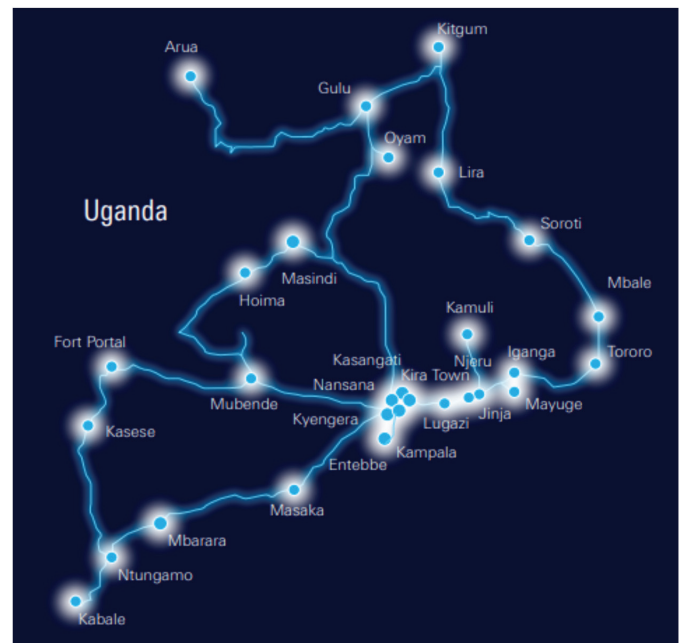 Kitgum
Arua
Gulu
Oyam
Lira
Uganda
Soroti
Masindi
Mbale
Hoima
Kamuli
Fort Portal
Kasangati
Njeru
Iganga
Tororo
Nansana
Kira Town
Mubende
Kyengera
Lugazi
Jinja
Mayuge
Kasese
Kampala
Entebbe
Masaka
Mbarara
Ntungamo
Kabale